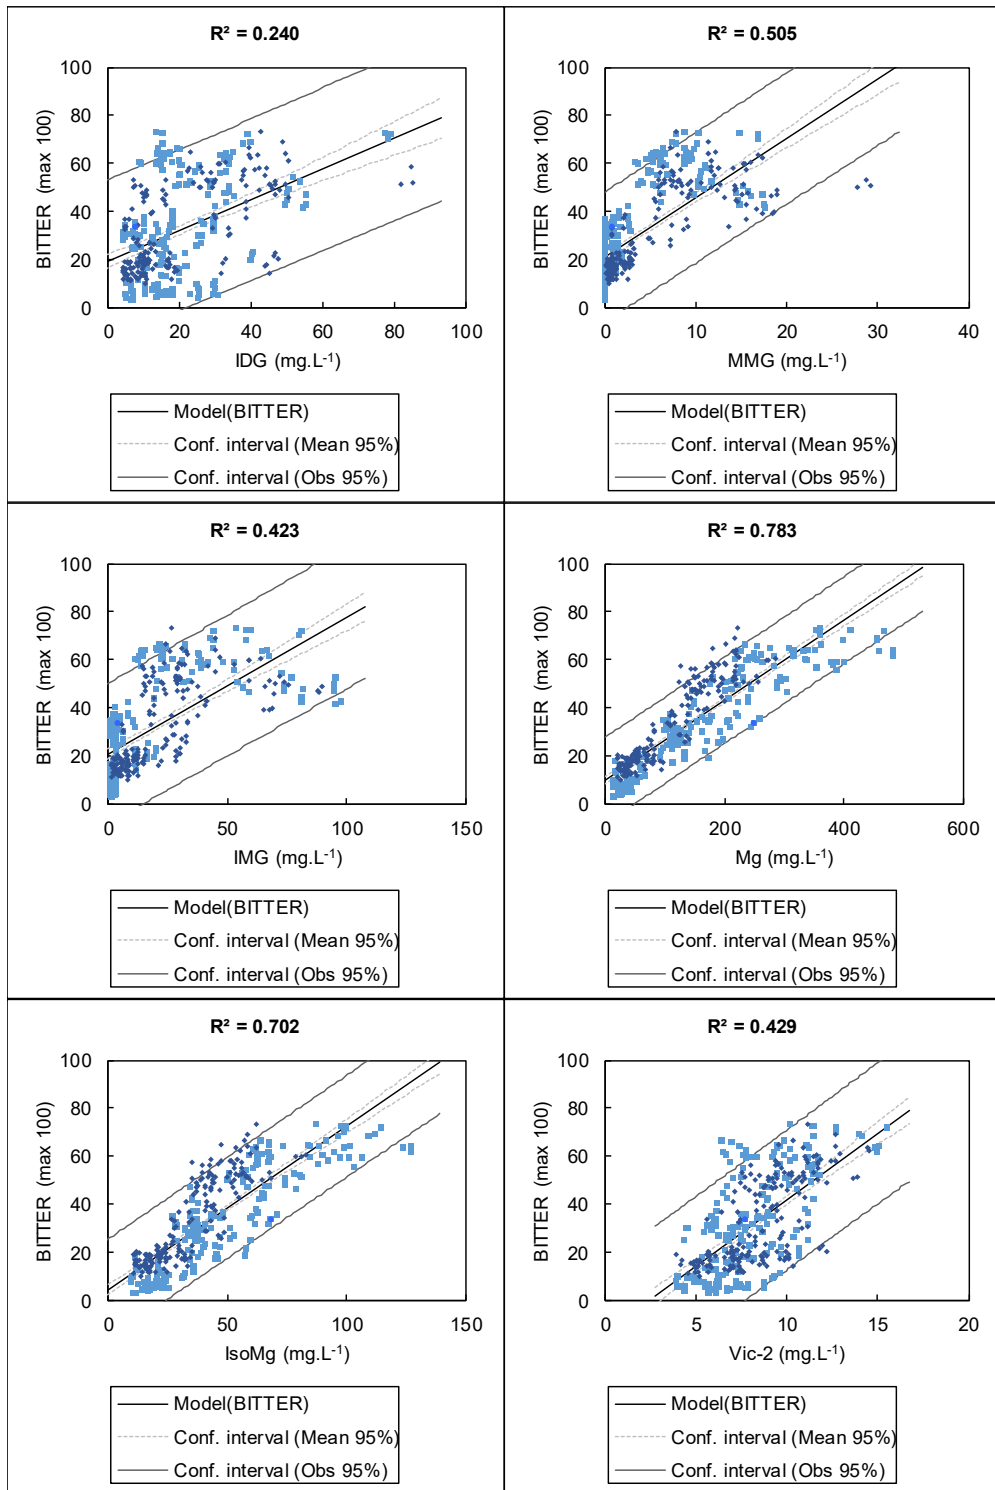 R² = 0.240
100
80
60
40
20
0
BITTER (max 100)
0 20 40 60 80 100
IDG (mg.L-1)
Model(BITTER)
Conf. interval (Mean 95%)
Conf. interval (Obs 95%)
R² = 0.505
100
80
60
40
20
0
BITTER (max 100)
0 10 20 30 40
MMG (mg.L-1)
Model(BITTER)
Conf. interval (Mean 95%)
Conf. interval (Obs 95%)
R² = 0.423
100
80
60
40
20
0
BITTER (max 100)
0 50 100 150
IMG (mg.L-1)
Model(BITTER)
Conf. interval (Mean 95%)
Conf. interval (Obs 95%)
R² = 0.783
100
80
60
40
20
0
BITTER (max 100)
0 200 400 600
Mg (mg.L-1)
Model(BITTER)
Conf. interval (Mean 95%)
Conf. interval (Obs 95%)
R² = 0.702
100
80
60
40
20
0
BITTER (max 100)
0 50 100 150
IsoMg (mg.L-1)
Model(BITTER)
Conf. interval (Mean 95%)
Conf. interval (Obs 95%)
R² = 0.429
100
80
60
40
20
0
BITTER (max 100)
0 5 10 15 20
Vic-2 (mg.L-1)
Model(BITTER)
Conf. interval (Mean 95%)
Conf. interval (Obs 95%)